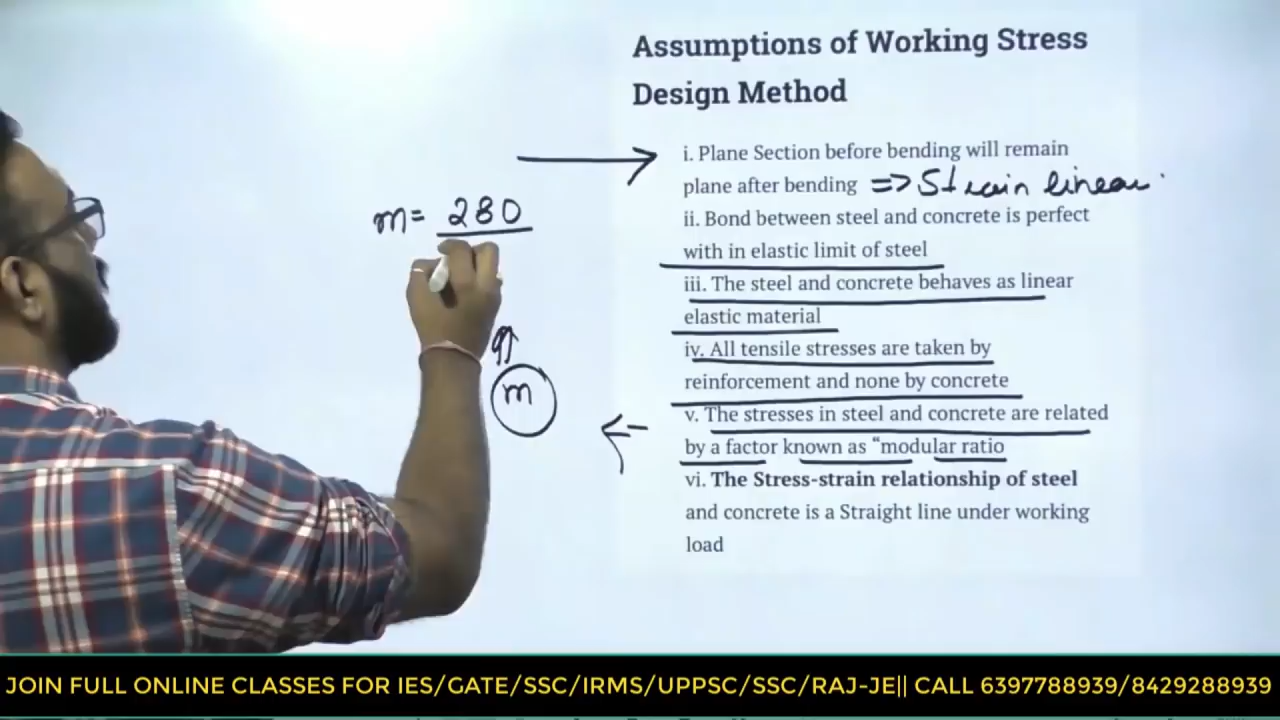 Assumptions of Working Stress
Design Method
i. Plane Section before bending will remain
plane after bending => Strain linear.
ii. Bond between steel and concrete is perfect
with in elastic limit of steel
iii. The steel and concrete behaves as linear
elastic material
iv. All tensile stresses are taken by
reinforcement and none by concrete
v. The stresses in steel and concrete are related
by a factor known as “modular ratio
vi. The Stress-strain relationship of steel
and concrete is a Straight line under working
load
m= 280
m
JOIN FULL ONLINE CLASSES FOR IES/GATE/SSC/IRMS/UPPSC/SSC/RAJ-JE|| CALL 6397788939/8429288939